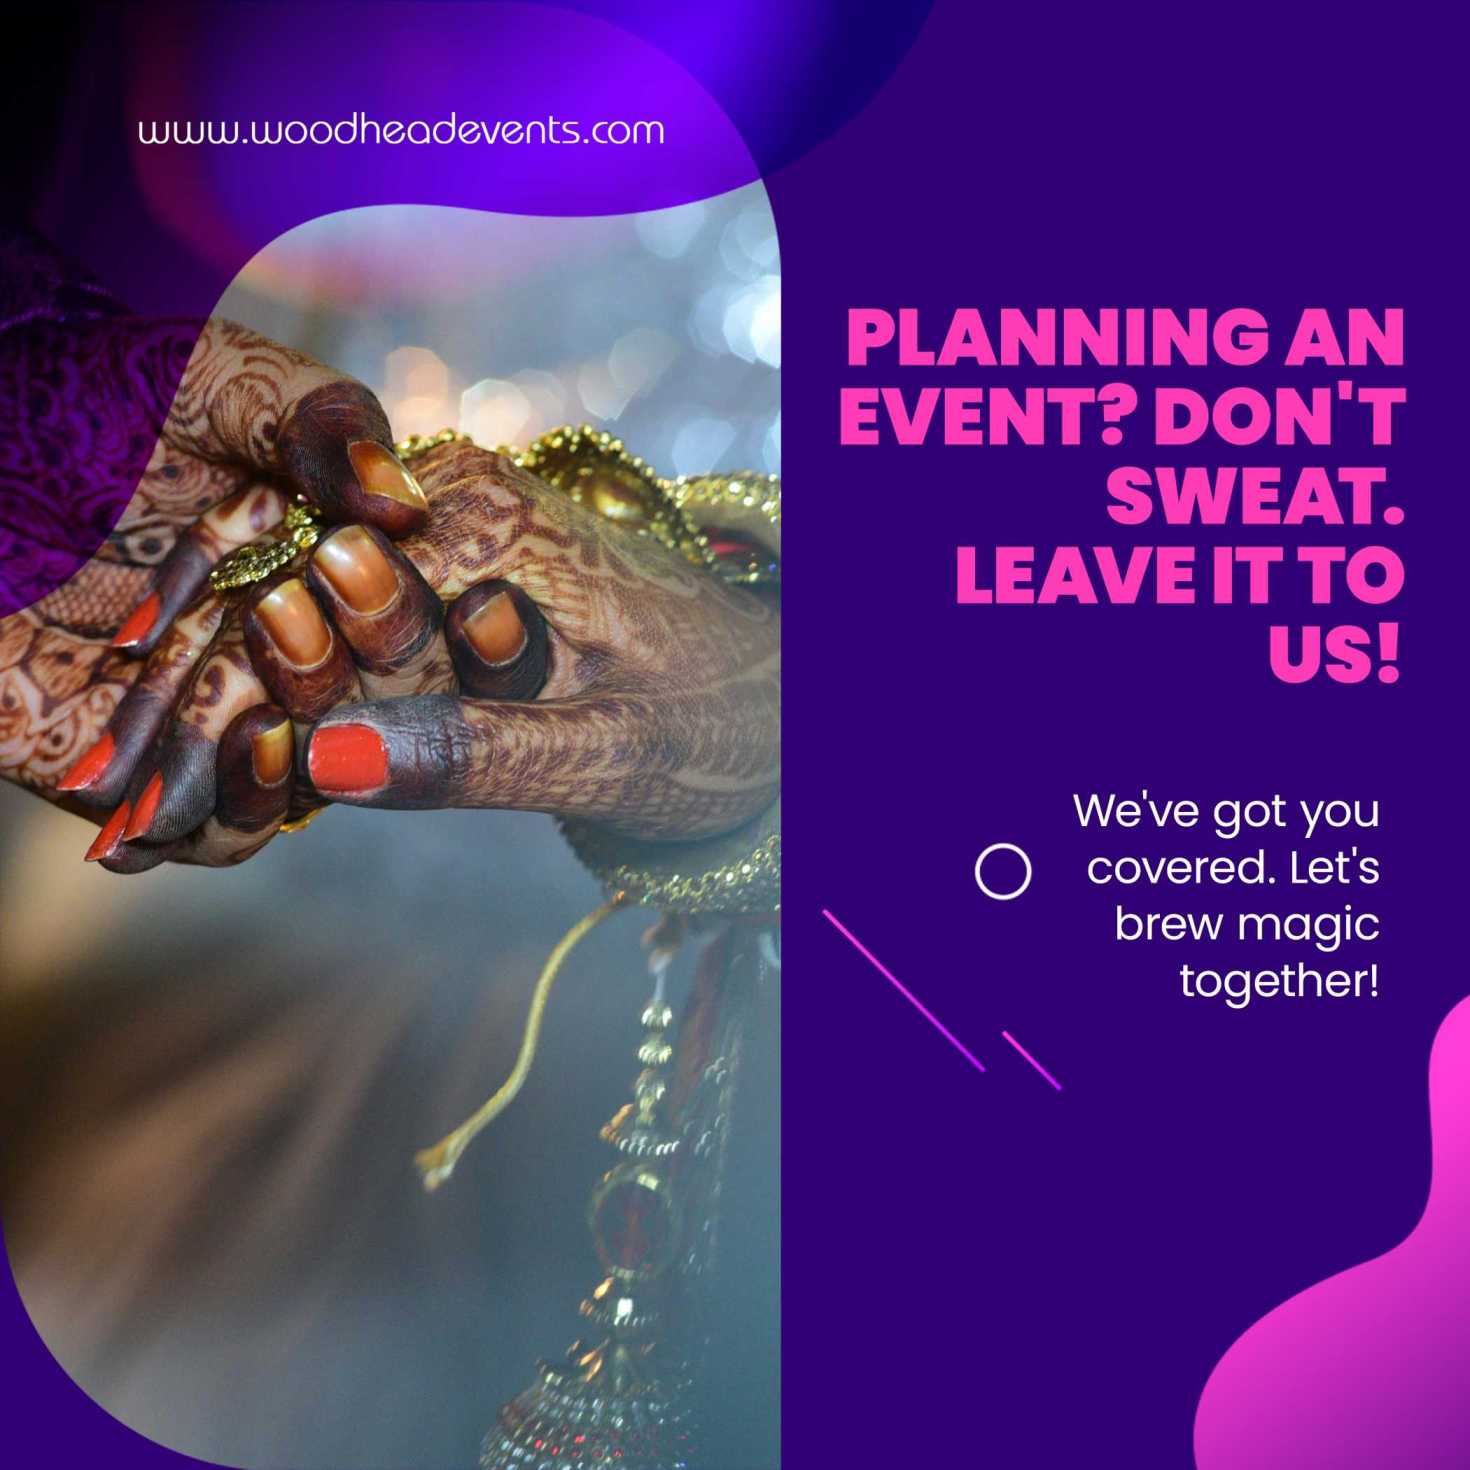 www.woodheadevents.com
PLANNING AN
EVENT? DON'T
SWEAT.
LEAVE IT TO
US!
We've got you
covered. Let's
brew magic
together!